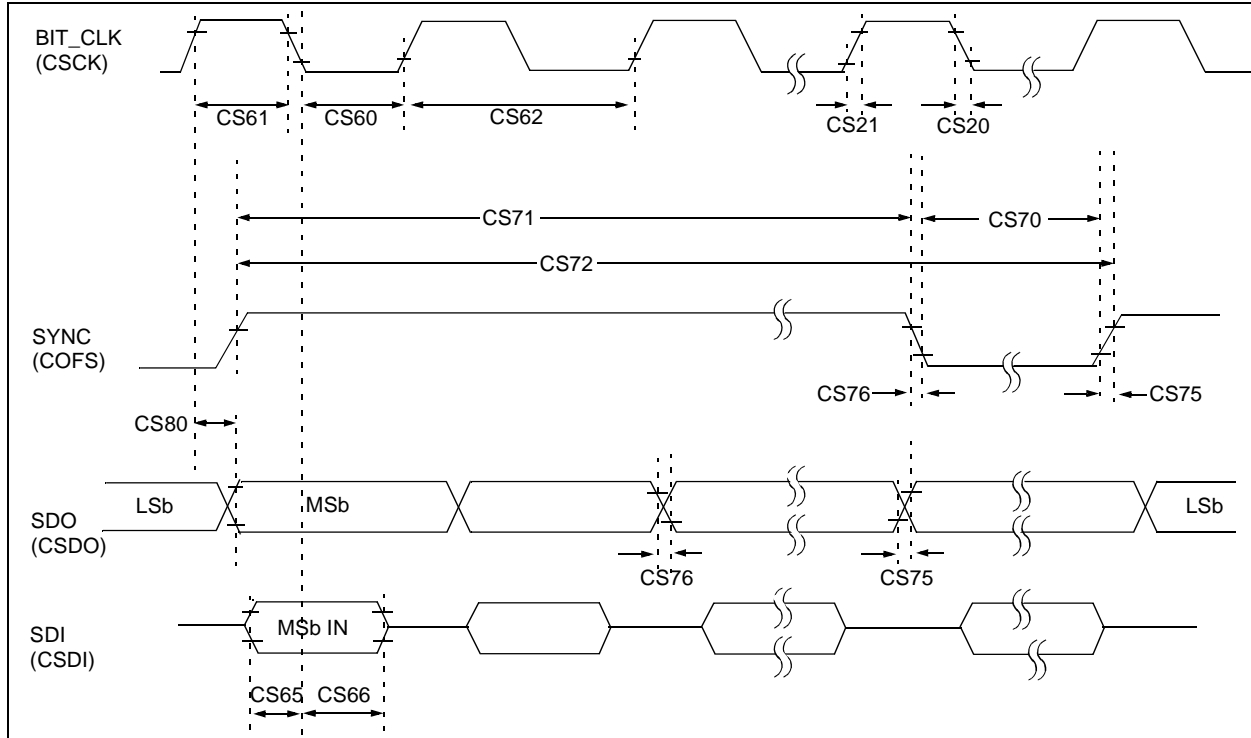 BIT_CLK
(CSCK)
CS61
CS60
CS62
CS21
CS20
CS71
CS70
CS72
SYNC
(COFS)
CS76
CS75
CS80
LSb
MSb
LSb
SDO
(CSDO)
CS76
CS75
MSb IN
SDI
(CSDI)
CS65
CS66